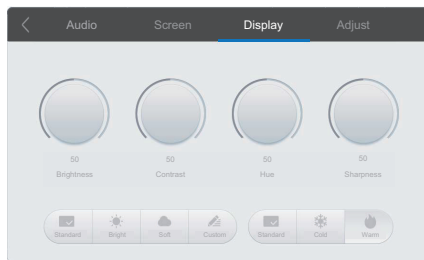 Audio Screen Display Adjust
50 50 50 50
Brightness Contrast Hue Sharpness
Standard Bright Soft Custom Standard Cold Warm